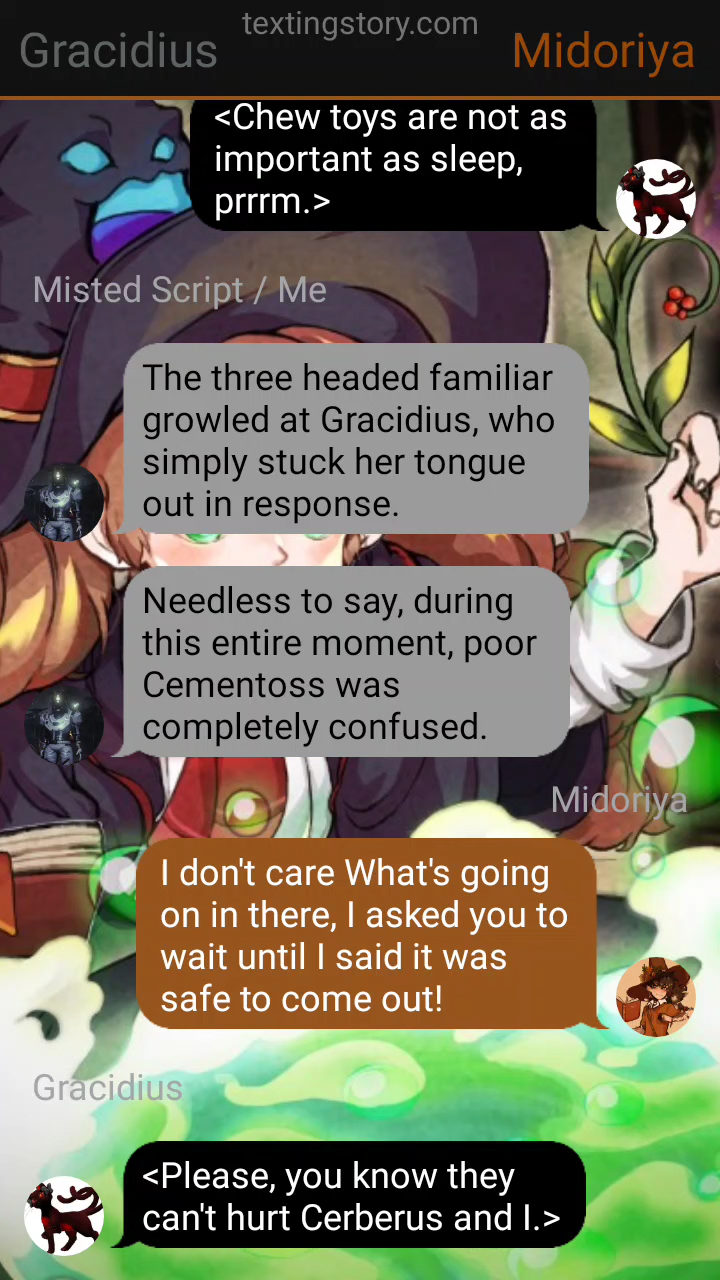 textingstory.com
Gracidius
Midoriya
<Chew toys are not as
important as sleep,
prrrm.>
Misted Script / Me
The three headed familiar
growled at Gracidius, who
simply stuck her tongue
out in response.
Needless to say, during
this entire moment, poor
Cementoss was
completely confused.
Midoriya
I don't care What's going
on in there, I asked you to
wait until I said it was
safe to come out!
Gracidius
<Please, you know they
can't hurt Cerberus and I.>